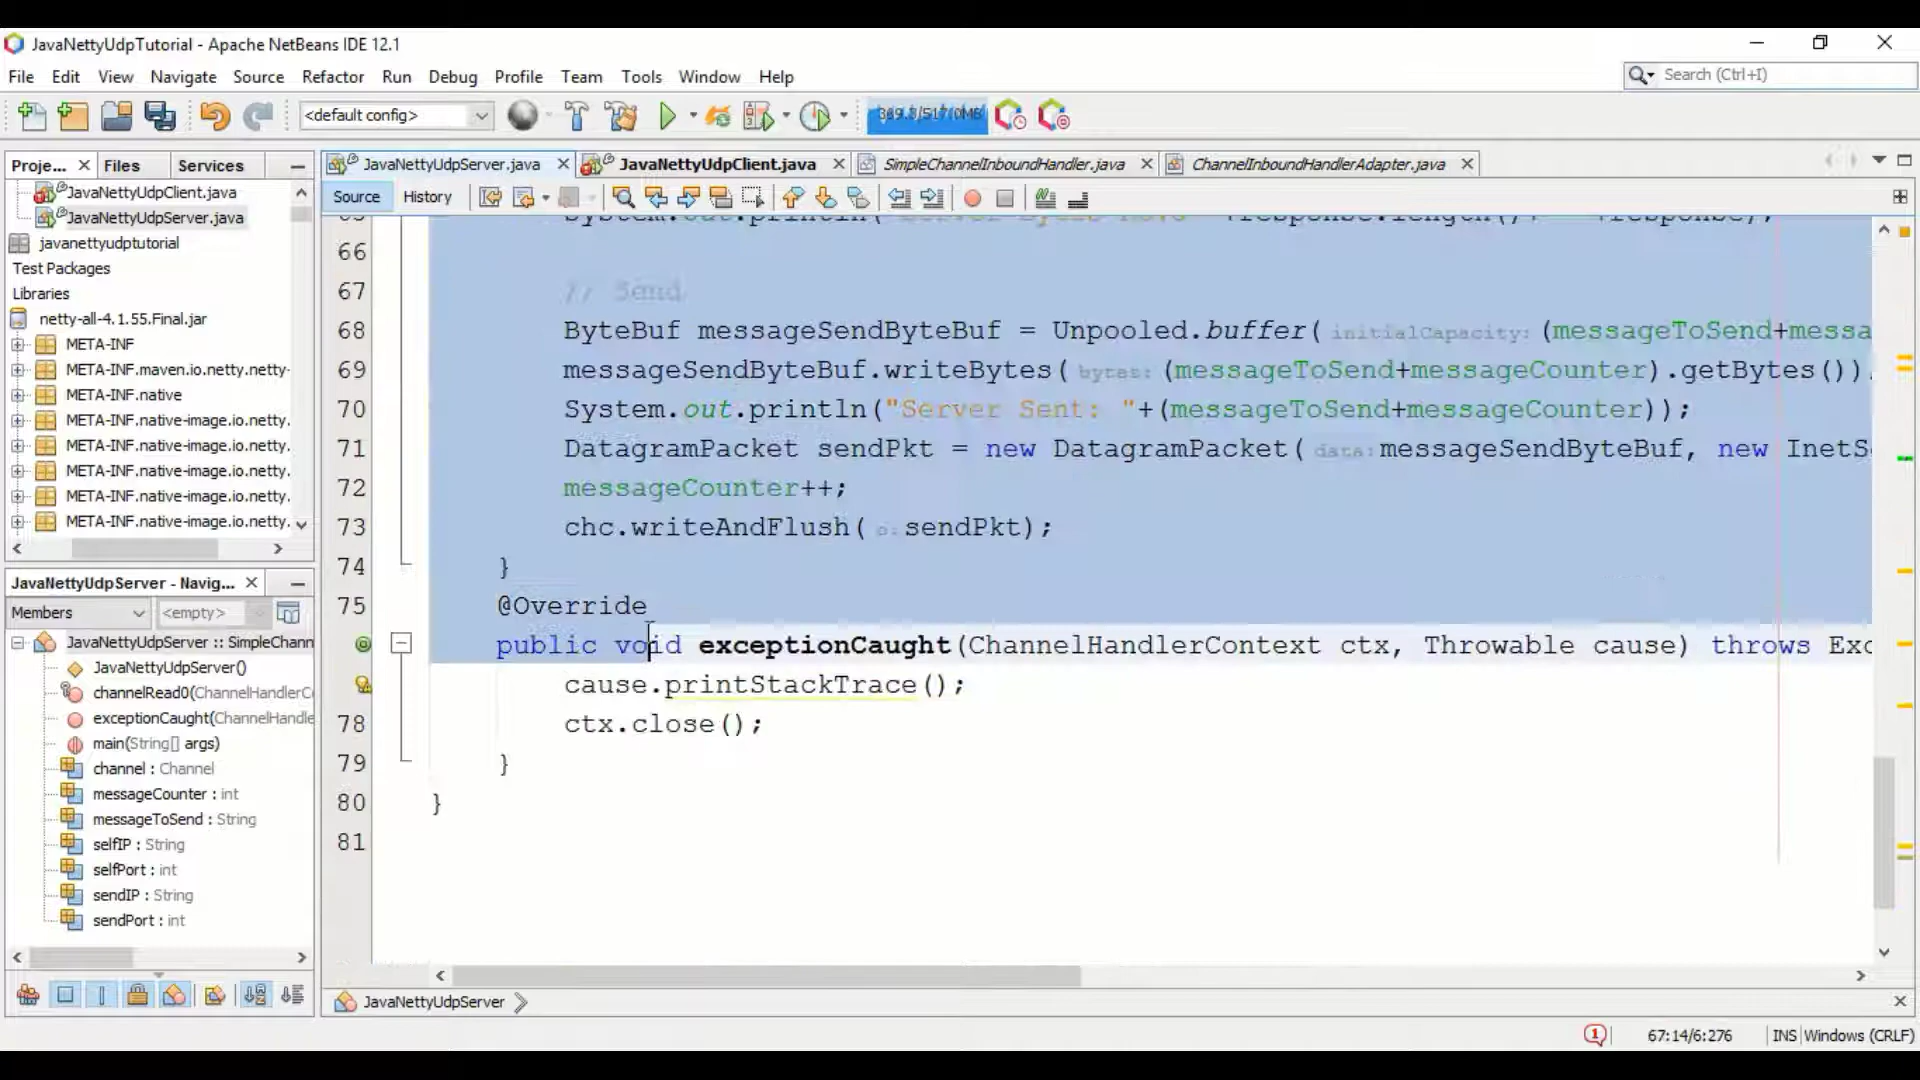 JavaNettyUdpTutorial - Apache NetBeans IDE 12.1
File Edit View Navigate Source Refactor Run Debug Profile Team Tools Window Help
Search (Ctrl+I)
<default config>
Proje... Files Services
JavaNettyUdpServer.java JavaNettyUdpClient.java SimpleChannelInboundHandler.java ChannelInboundHandlerAdapter.java
Source History
JavaNettyUdpClient.java
JavaNettyUdpServer.java
javanettyudptutorial
Test Packages
Libraries
netty-all-4.1.55.Final.jar
META-INF
META-INF.maven.io.netty.netty-
META-INF.native
META-INF.native-image.io.netty.
META-INF.native-image.io.netty.
META-INF.native-image.io.netty.
META-INF.native-image.io.netty.
META-INF.native-image.io.netty.
JavaNettyUdpServer - Navig...
Members <empty>
JavaNettyUdpServer :: SimpleChann
JavaNettyUdpServer()
channelRead0(ChannelHandlerC
exceptionCaught(ChannelHandle
main(String[] args)
channel : Channel
messageCounter : int
messageToSend : String
selfIP : String
selfPort : int
sendIP : String
sendPort : int
66
67 // Send
68 ByteBuf messageSendByteBuf = Unpooled.buffer( initialCapacity: (messageToSend+messa
69 messageSendByteBuf.writeBytes( bytes: (messageToSend+messageCounter).getBytes())
70 System.out.println("Server Sent: "+(messageToSend+messageCounter));
71 DatagramPacket sendPkt = new DatagramPacket( data: messageSendByteBuf, new InetS
72 messageCounter++;
73 chc.writeAndFlush( o: sendPkt);
74 }
75 @Override
public void exceptionCaught(ChannelHandlerContext ctx, Throwable cause) throws Exc
cause.printStackTrace();
78 ctx.close();
79 }
80 }
81
JavaNettyUdpServer
67:14/6:276 INS Windows (CRLF)